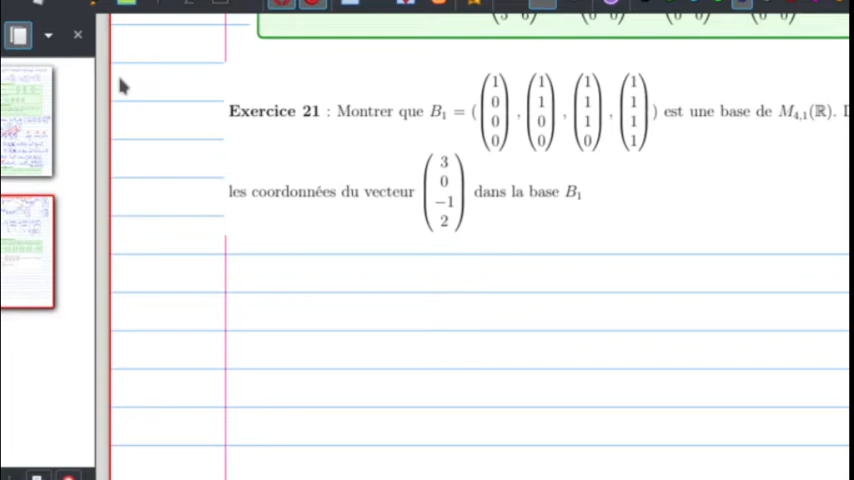 Exercice 21 : Montrer que B₁ = ( (1 0 0 0) , (1 1 0 0) , (1 1 1 0) , (1 1 1 1) ) est une base de M₄,₁(ℝ).
les coordonnées du vecteur (3 0 −1 2) dans la base B₁